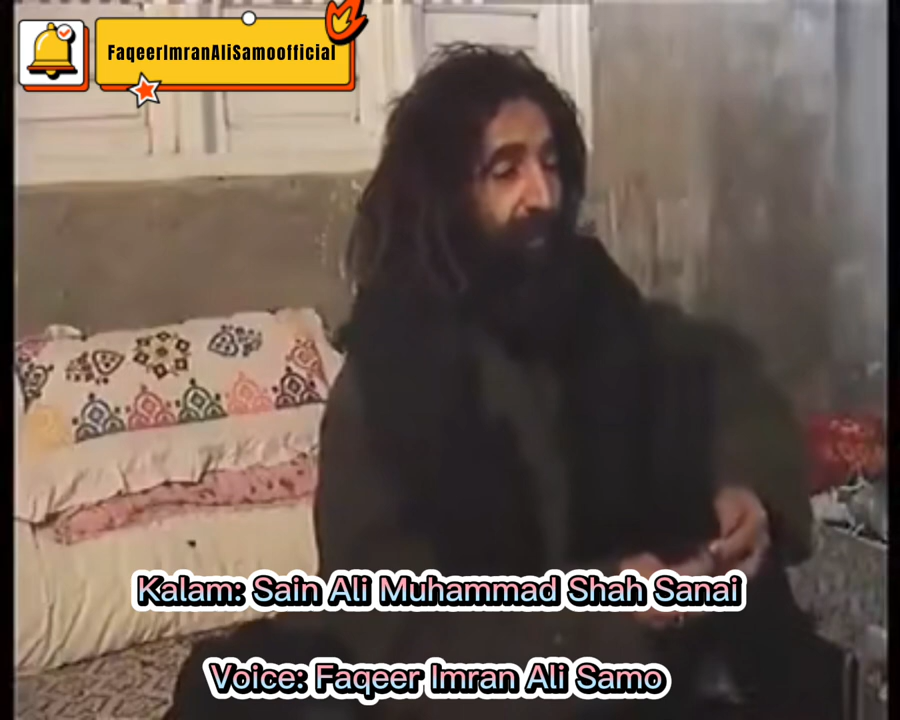 FaqeerImranAliSamoofficial
Kalam: Sain Ali Muhammad Shah Sanai
Voice: Faqeer Imran Ali Samo